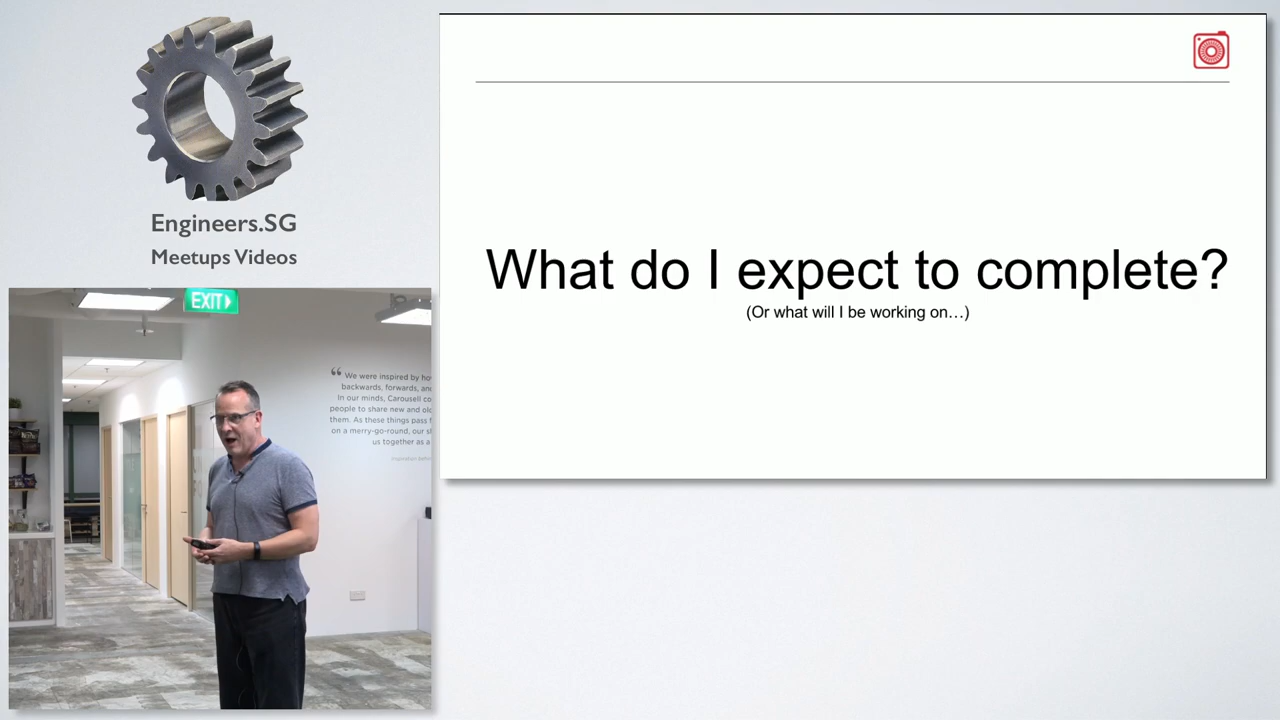 Engineers.SG
Meetups Videos
What do I expect to complete?
(Or what will I be working on...)
EXIT
“ We were inspired by
backwards, forwards, and
In our minds, Carousell
people to share new and
them. As these things pass
on a merry-go-round, our
us together as a